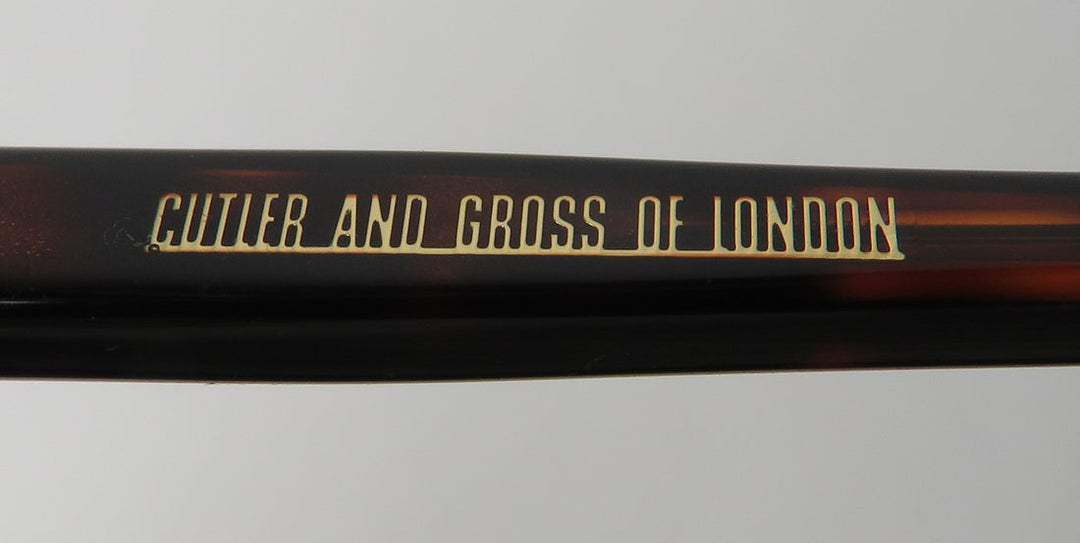 CUTLER AND GROSS OF LONDON